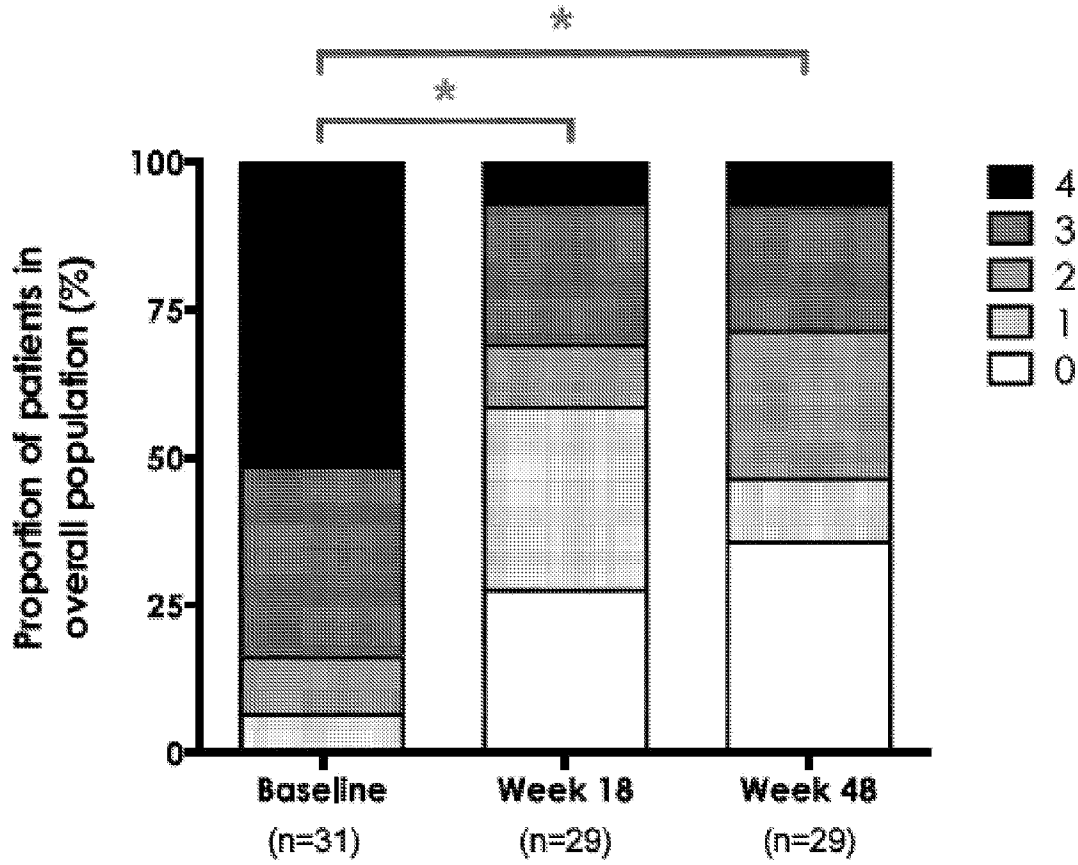 *
*
100
75
50
25
0
Proportion of patients in
overall population (%)
4
3
2
1
0
Baseline
(n=31)
Week 18
(n=29)
Week 48
(n=29)